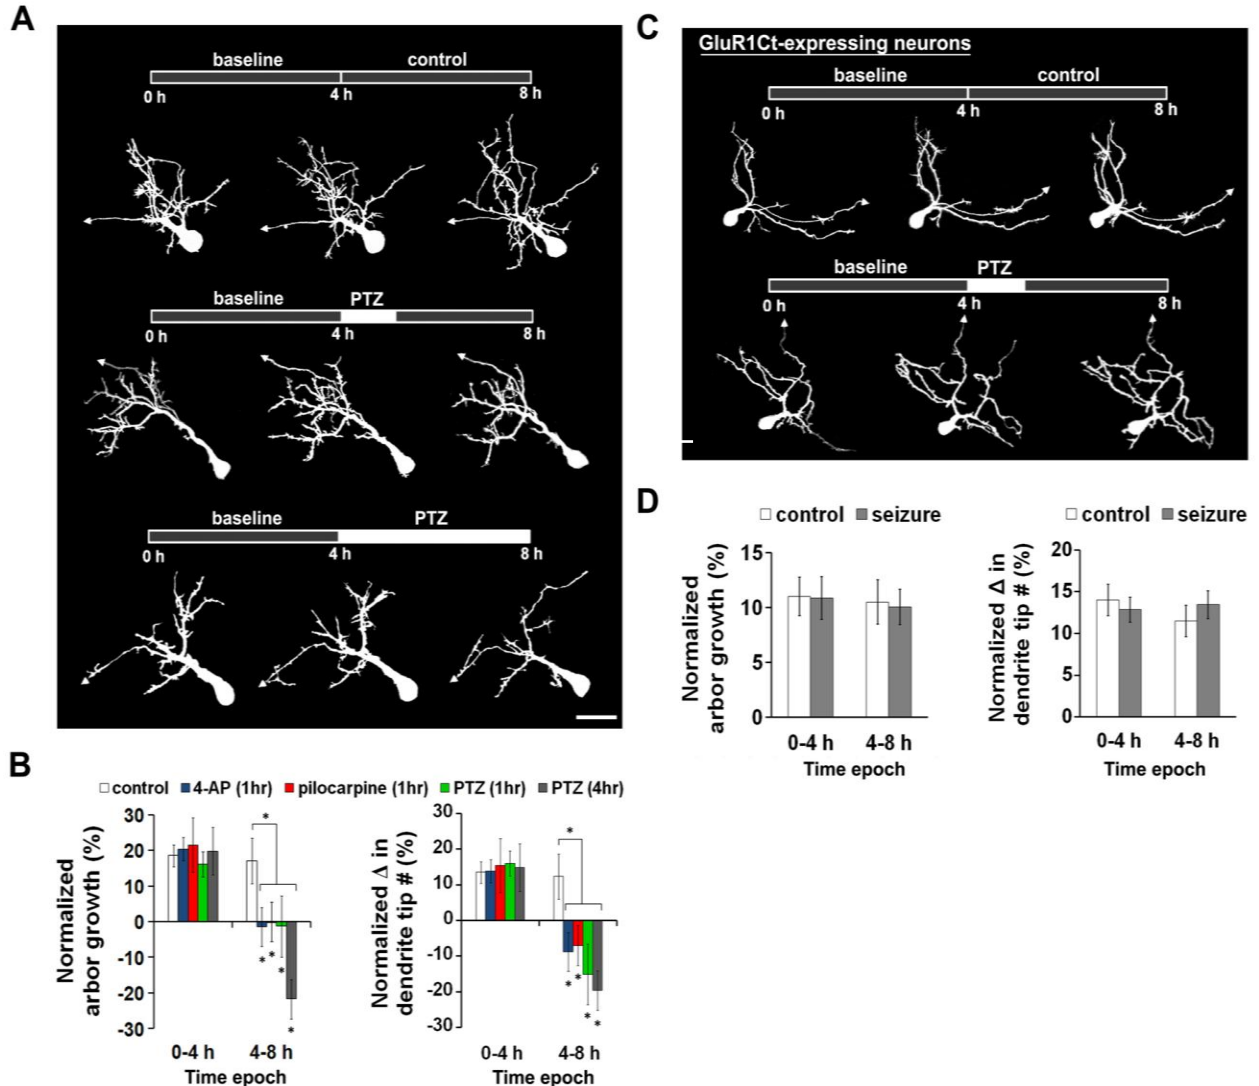 A
baseline control
0 h 4 h 8 h
baseline PTZ
0 h 4 h 8 h
baseline PTZ
0 h 4 h 8 h
B
control 4-AP (1hr) pilocarpine (1hr) PTZ (1hr) PTZ (4hr)
Normalized
arbor growth (%)
30
20
10
0
-10
-20
-30
*
* * * *
0-4 h 4-8 h
Time epoch
Normalized Δ in
dendrite tip # (%)
30
20
10
0
-10
-20
-30
*
* * * *
0-4 h 4-8 h
Time epoch
C
GluR1Ct-expressing neurons
baseline control
0 h 4 h 8 h
baseline PTZ
0 h 4 h 8 h
D
control seizure
Normalized
arbor growth (%)
15
10
5
0
0-4 h 4-8 h
Time epoch
control seizure
Normalized Δ in
dendrite tip # (%)
20
15
10
5
0
0-4 h 4-8 h
Time epoch